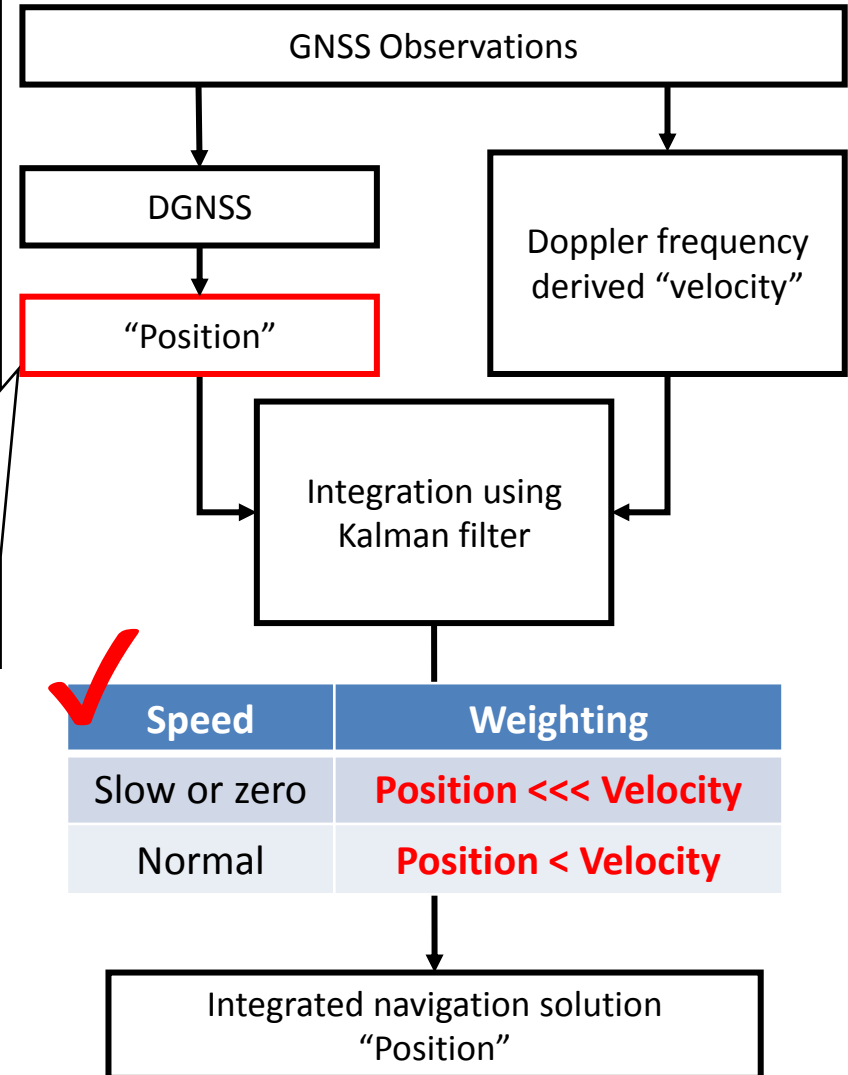 GNSS Observations
DGNSS
Doppler frequency
derived “velocity”
“Position”
Integration using
Kalman filter
Speed Weighting
Slow or zero Position <<< Velocity
Normal Position < Velocity
Integrated navigation solution
“Position”